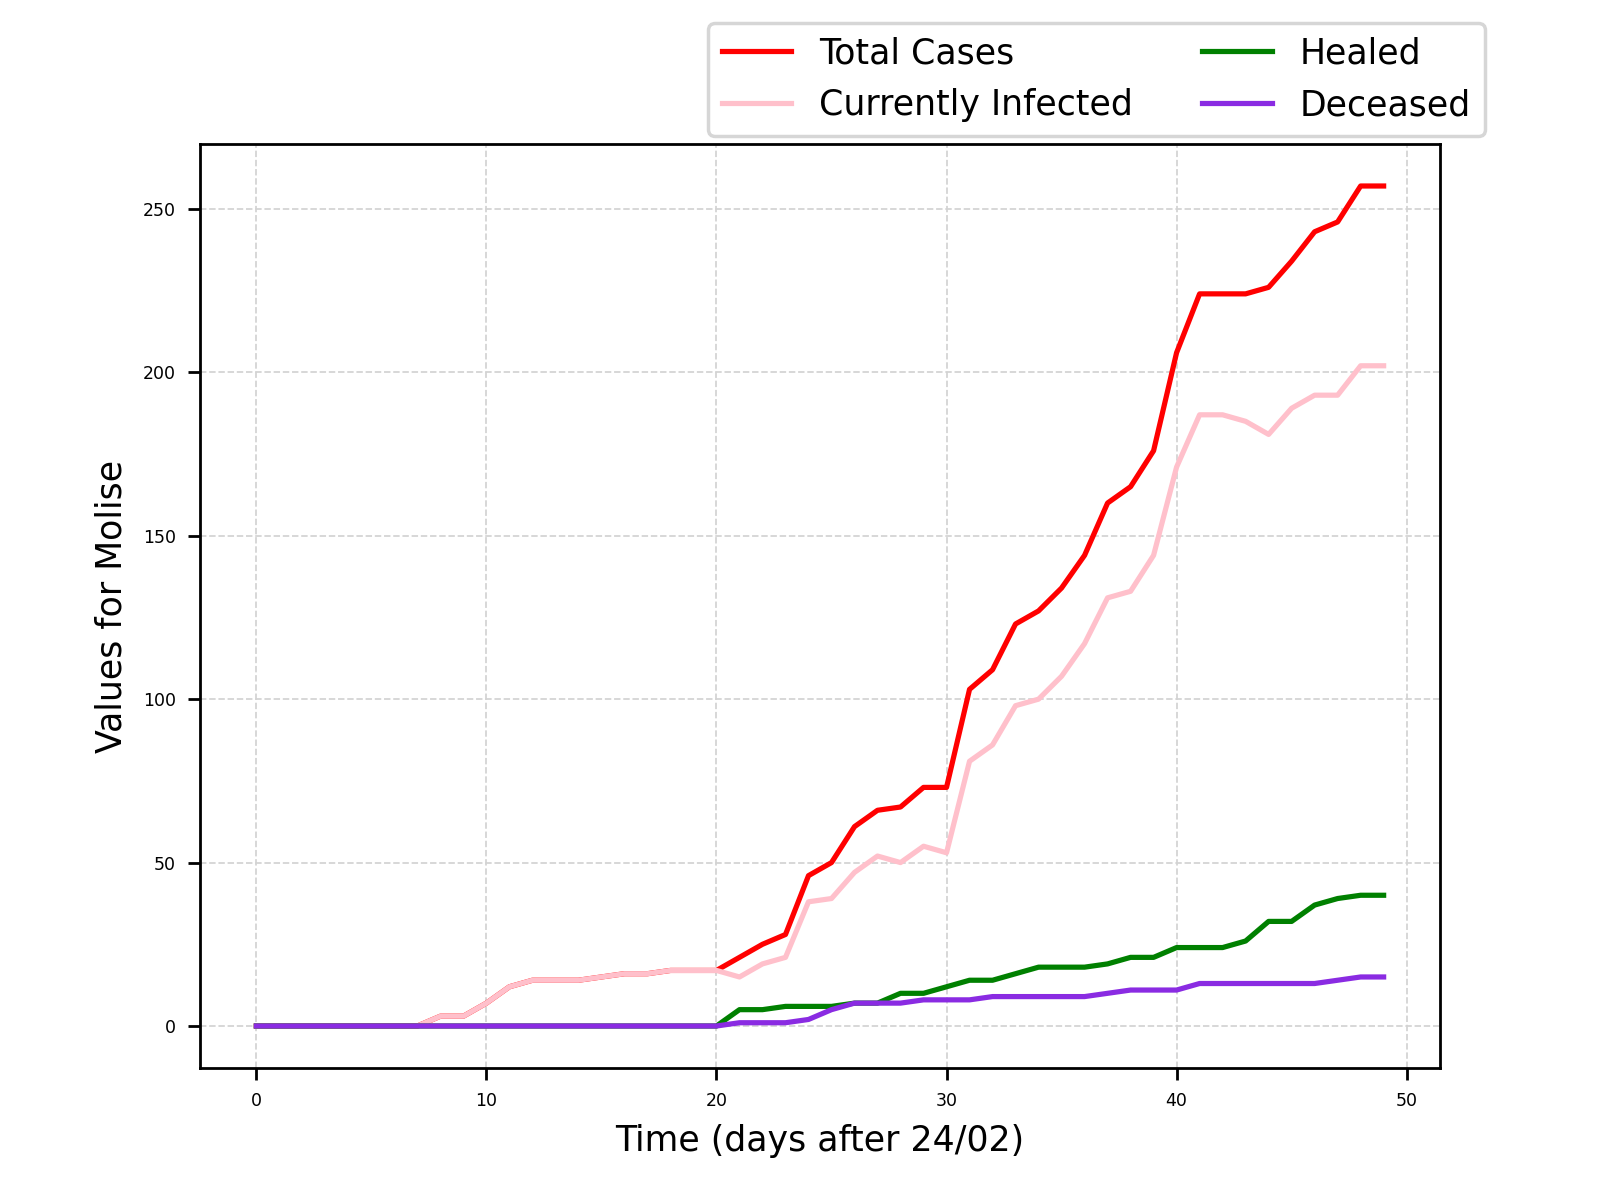 Total Cases
Currently Infected
Healed
Deceased
250
200
150
100
50
0
Values for Molise
0 10 20 30 40 50
Time (days after 24/02)